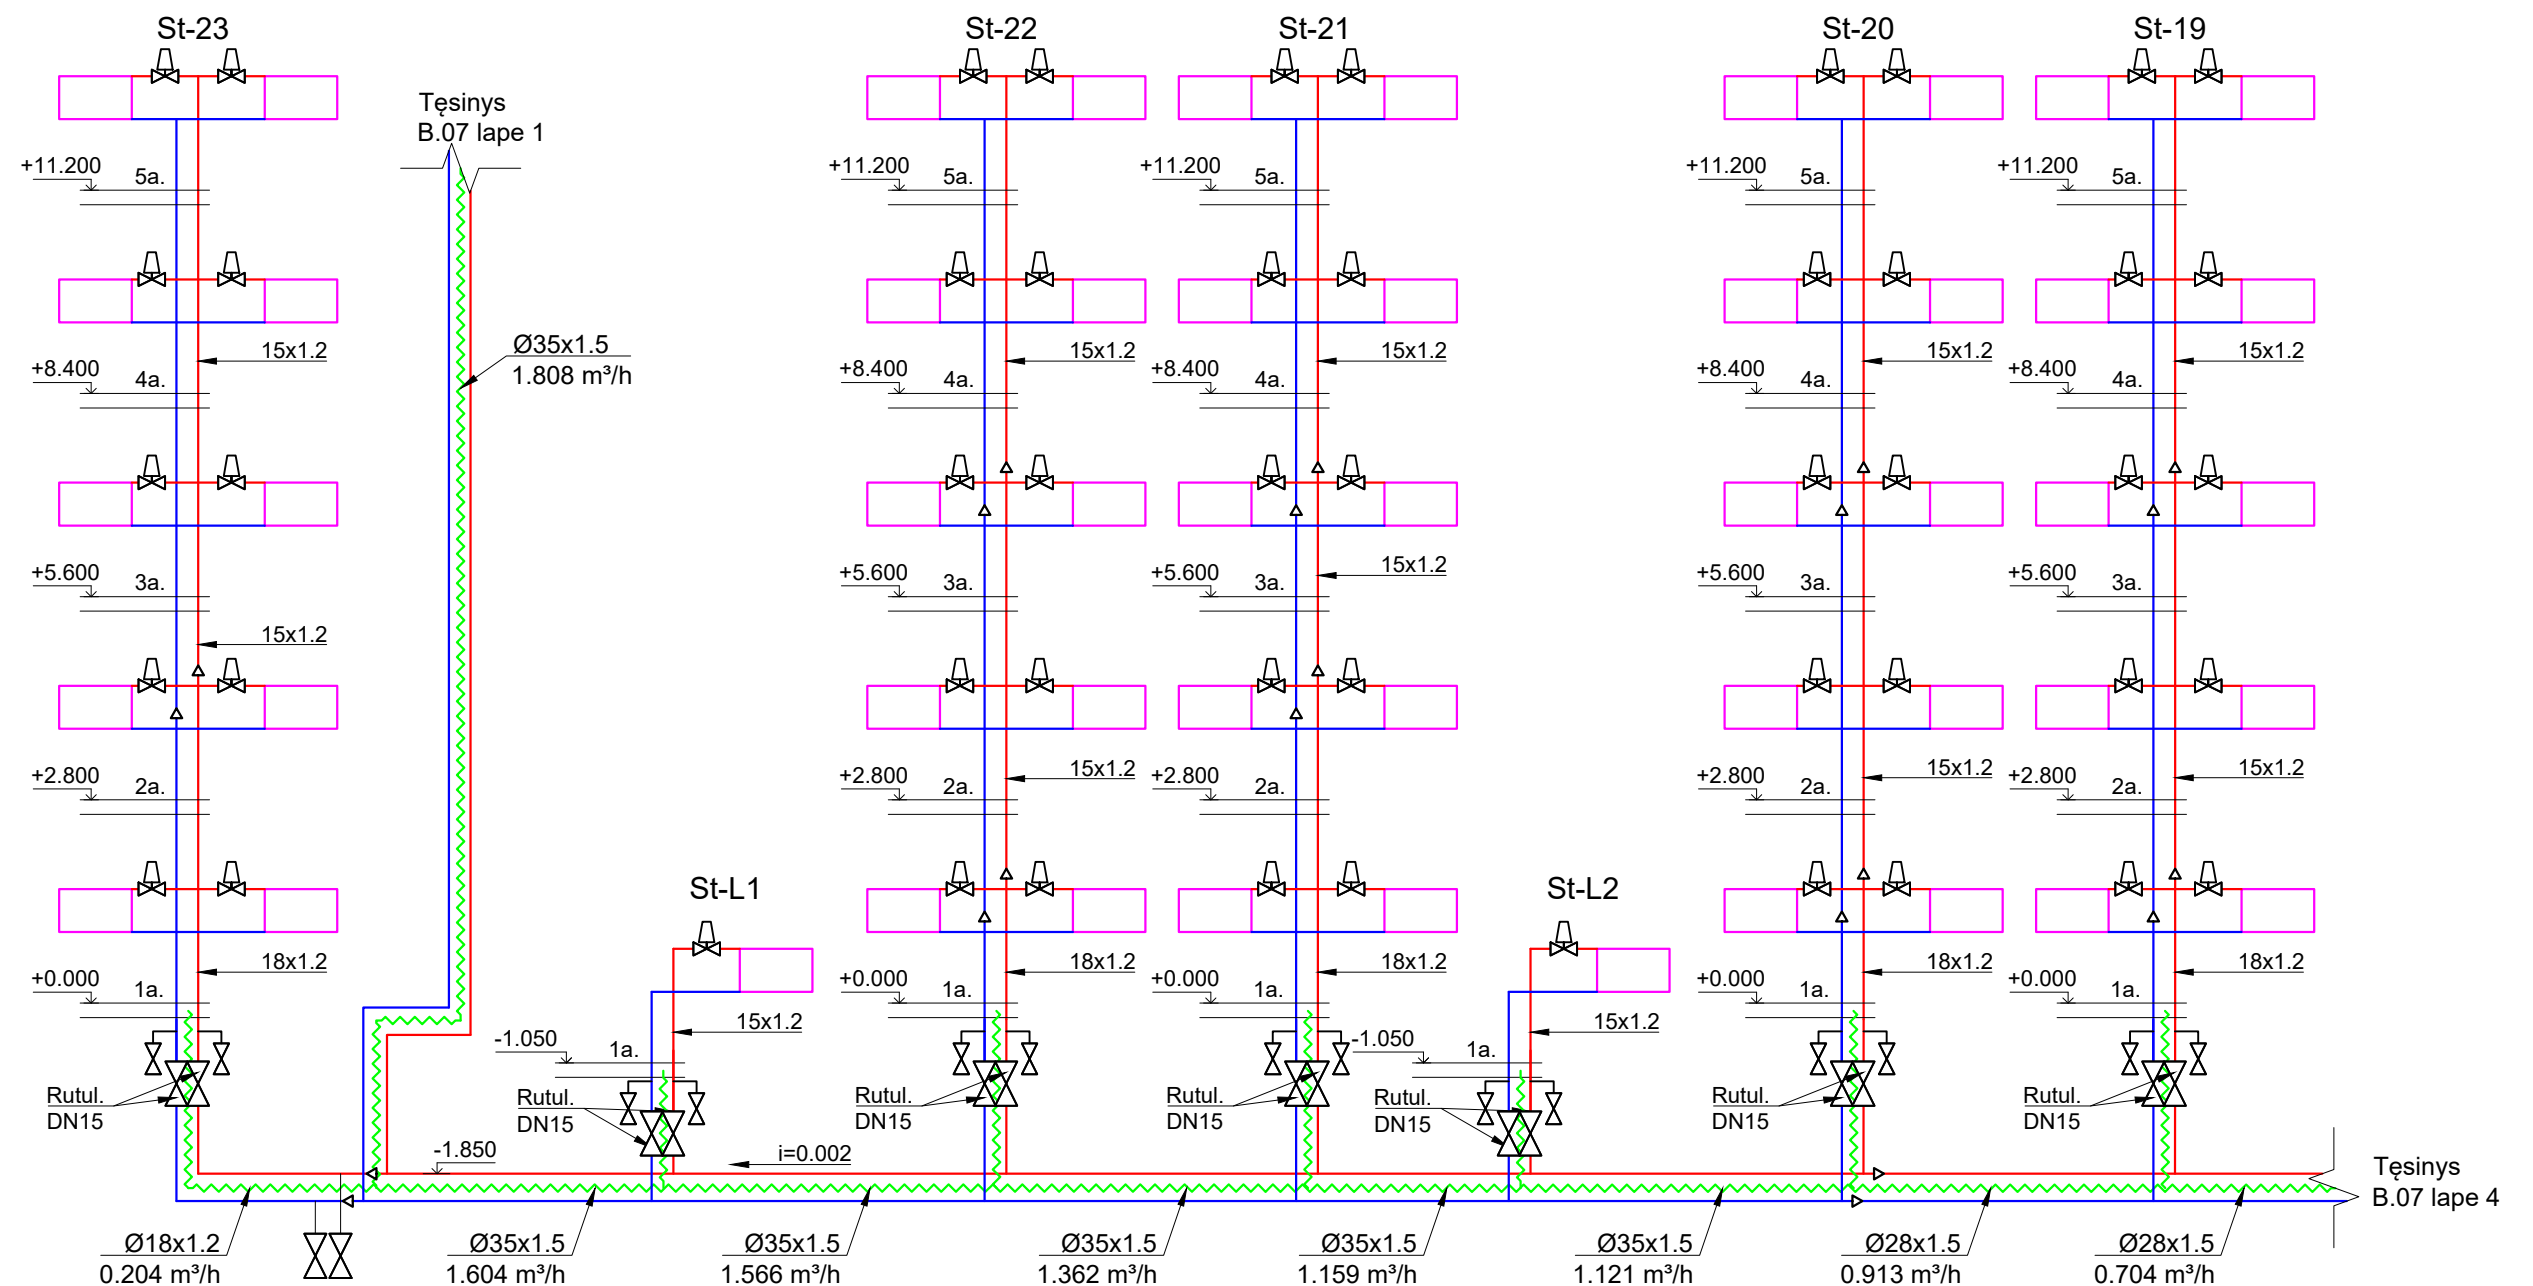 St-23
St-22
St-21
St-20
St-19
Tęsinys
B.07 lape 1
+11.200
5a.
+11.200
5a.
+11.200
5a.
+11.200
5a.
+11.200
5a.
Ø35x1.5
1.808 m³/h
15x1.2
15x1.2
15x1.2
15x1.2
15x1.2
+8.400
4a.
+8.400
4a.
+8.400
4a.
+8.400
4a.
+8.400
4a.
+5.600
3a.
+5.600
3a.
+5.600
3a.
15x1.2
+5.600
3a.
+5.600
3a.
15x1.2
+2.800
2a.
+2.800
2a.
15x1.2
+2.800
2a.
+2.800
2a.
15x1.2
+2.800
2a.
15x1.2
St-L1
St-L2
18x1.2
18x1.2
18x1.2
18x1.2
18x1.2
+0.000
1a.
+0.000
1a.
+0.000
1a.
+0.000
1a.
+0.000
1a.
15x1.2
15x1.2
-1.050
1a.
-1.050
1a.
Rutul.
DN15
Rutul.
DN15
Rutul.
DN15
Rutul.
DN15
Rutul.
DN15
Rutul.
DN15
Rutul.
DN15
-1.850
i=0.002
Tęsinys
B.07 lape 4
Ø18x1.2
0.204 m³/h
Ø35x1.5
1.604 m³/h
Ø35x1.5
1.566 m³/h
Ø35x1.5
1.362 m³/h
Ø35x1.5
1.159 m³/h
Ø35x1.5
1.121 m³/h
Ø28x1.5
0.913 m³/h
Ø28x1.5
0.704 m³/h